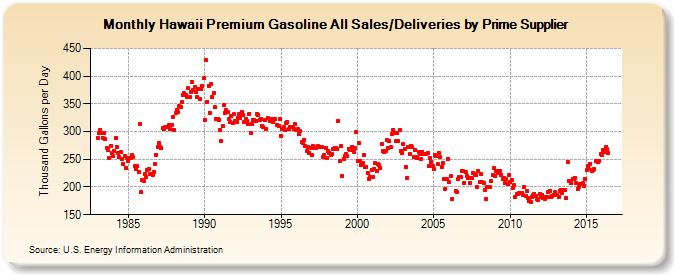 Monthly Hawaii Premium Gasoline All Sales/Deliveries by Prime Supplier
Thousand Gallons per Day
450
400
350
300
250
200
150
1985 1990 1995 2000 2005 2010 2015
Source: U.S. Energy Information Administration